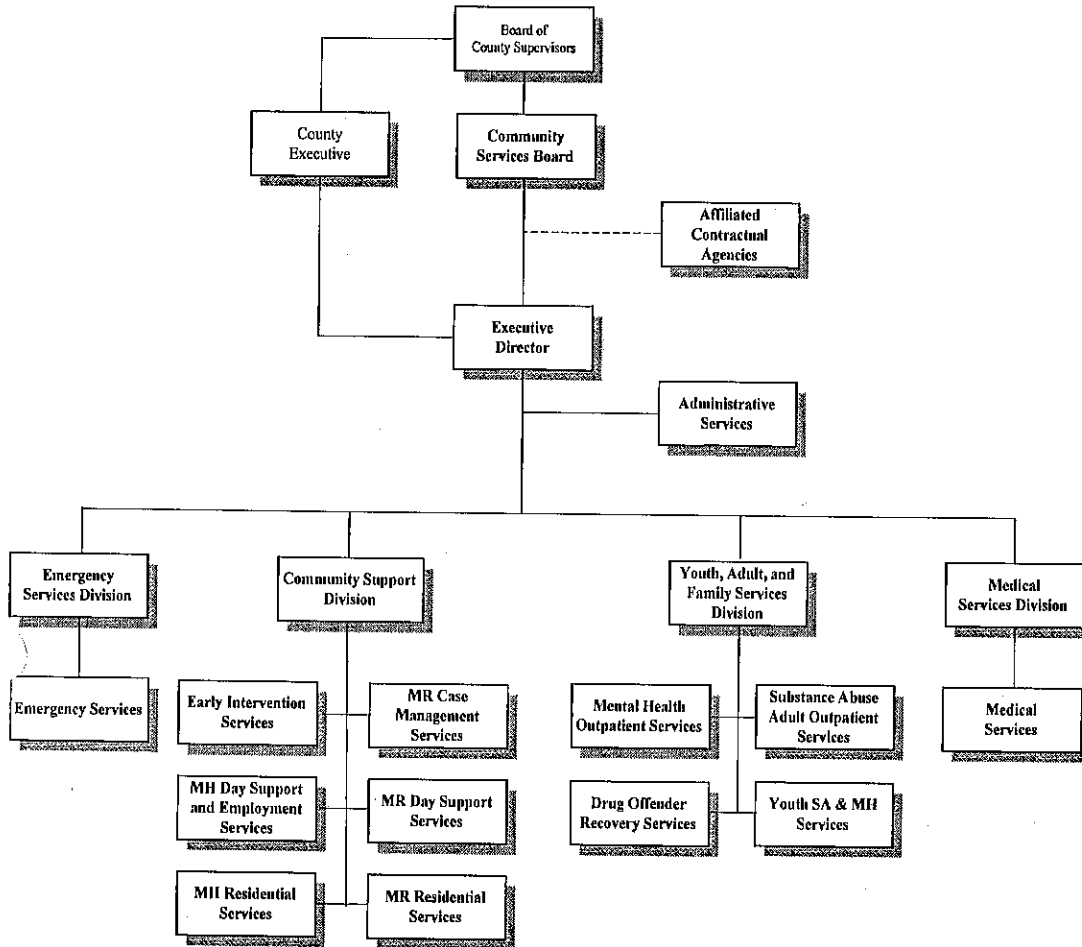 Board of
County Supervisors
County
Executive
Community
Services Board
Affiliated
Contractual
Agencies
Executive
Director
Administrative
Services
Emergency
Services Division
Community Support
Division
Youth, Adult, and
Family Services
Division
Medical
Services Division
Emergency Services
Early Intervention
Services
MR Case
Management
Services
Mental Health
Outpatient Services
Substance Abuse
Adult Outpatient
Services
Medical
Services
MH Day Support
and Employment
Services
MR Day Support
Services
Drug Offender
Recovery Services
Youth SA & MH
Services
MH Residential
Services
MR Residential
Services